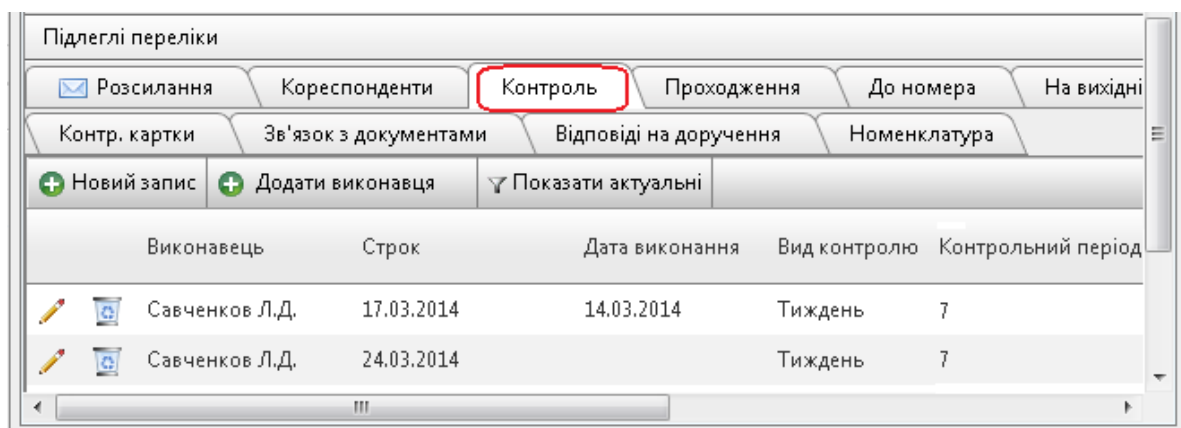 Підлеглі переліки
Розсилання Кореспонденти Контроль Проходження До номера На вихідні
Контр. картки Зв'язок з документами Відповіді на доручення Номенклатура
Новий запис Додати виконавця Показати актуальні
Виконавець Строк Дата виконання Вид контролю Контрольний період
Савченков Л.Д. 17.03.2014 14.03.2014 Тиждень 7
Савченков Л.Д. 24.03.2014 Тиждень 7